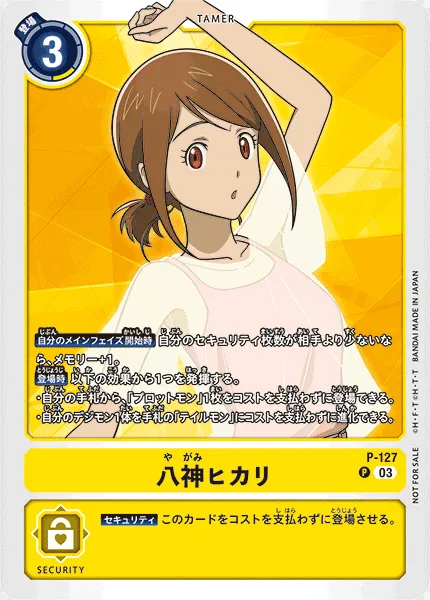 TAMER
登場
3
自分のメインフェイズ開始時 自分のセキュリティ枚数が相手より少ないな
ら、メモリー+1。
登場時 以下の効果から1つを発揮する。
・自分の手札から、「プロットモン」1枚をコストを支払わずに登場できる。
・自分のデジモン1体を手札の「テイルモン」にコストを支払わずに進化できる。
©H・F・T ©H・T・T BANDAI MADE IN JAPAN
NOT FOR SALE
P-127
やがみ
八神ヒカリ
P 03
セキュリティ このカードをコストを支払わずに登場させる。
SECURITY